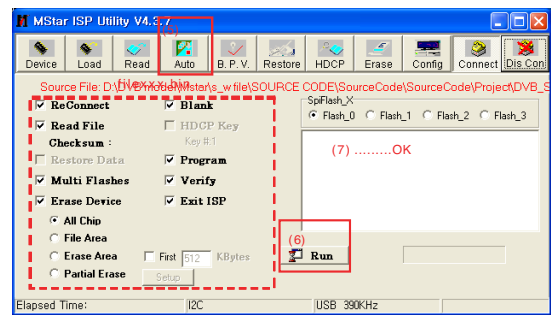 MStar ISP Utility V4.3.7
(5)
Device Load Read Auto B. P. V. Restore HDCP Erase Config Connect Dis Con
filexxx.bin
Source File: D:\DVB model\Mstar\s_w file\SOURCE CODE\SourceCode\SourceCode\Project\DVB_S
ReConnect Blank
SpiFlash_X
Flash_0 Flash_1 Flash_2 Flash_3
Read File HDCP Key
Checksum : Key #:1
(7) .........OK
Restore Data Program
Multi Flashes Verify
Erase Device Exit ISP
All Chip
File Area
(6)
Erase Area First 512 KBytes
Run
Partial Erase Setup
Elapsed Time: I2C USB 390KHz